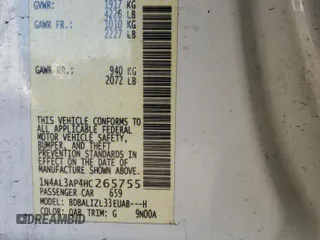 GVWR: 1917 KG
4226 LB
GAWR FR.: 1010 KG
2227 LB
GAWR RR.: 940 KG
2072 LB
THIS VEHICLE CONFORMS TO ALL
APPLICABLE FEDERAL
MOTOR VEHICLE SAFETY,
BUMPER, AND THEFT
PREVENTION STANDARDS
IN EFFECT ON THE DATE OF
MANUFACTURE SHOWN ABOVE.
1N4AL3AP4HC265755
PASSENGER CAR 659
MODEL: BDBALIZL33EUA8---H
COLOR: QAB TRIM: G 9N00A
DREAMBID.COM